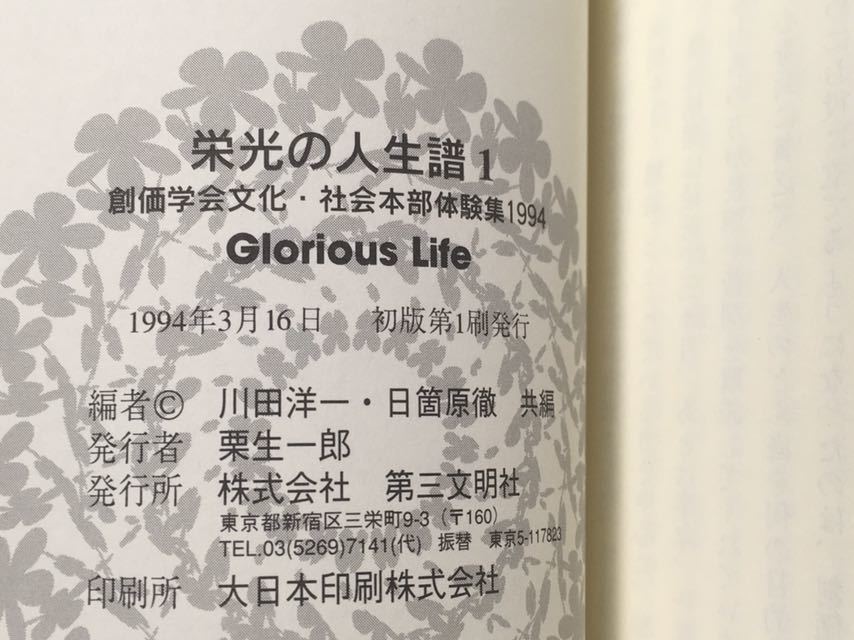 栄光の人生譜1
創価学会文化・社会本部体験集1994
Glorious Life
1994年3月16日 初版第1刷発行
編者© 川田洋一・日箇原徹 共編
発行者 栗生一郎
発行所 株式会社 第三文明社
東京都新宿区三栄町9-3（〒160）
TEL.03(5269)7141(代) 振替 東京5-117823
印刷所 大日本印刷株式会社